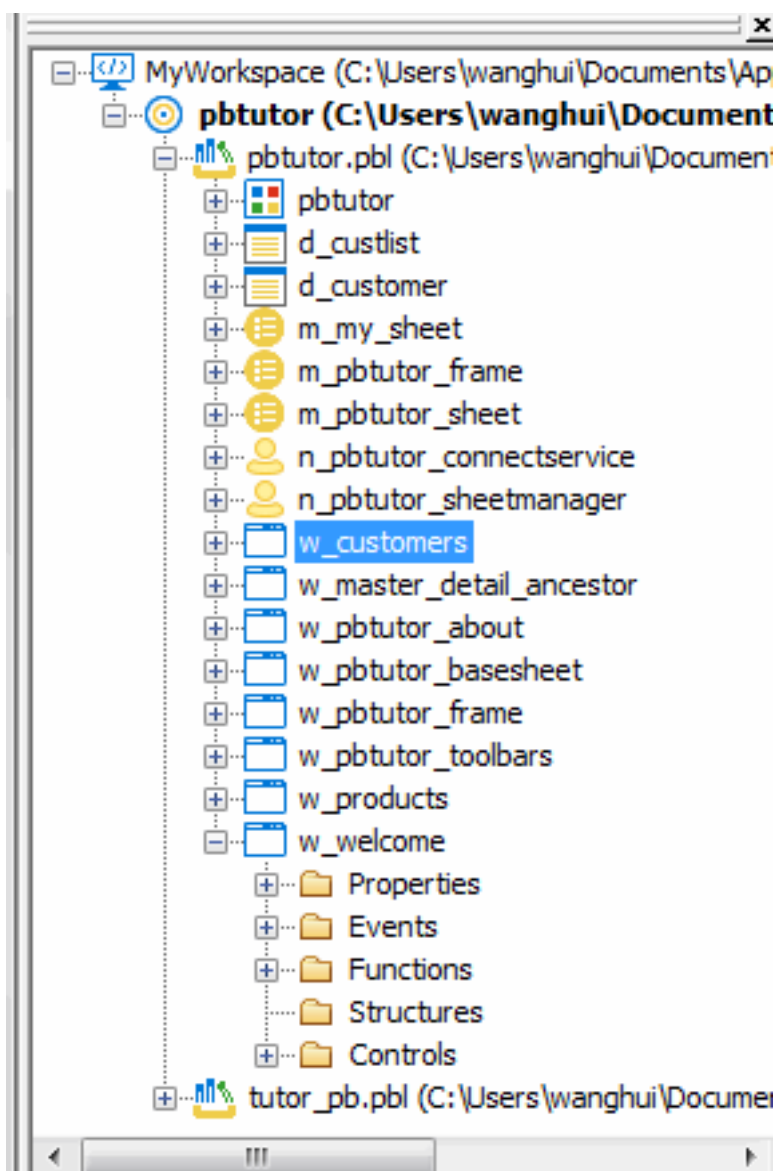 MyWorkspace (C:\Users\wanghui\Documents\Ap
pbtutor (C:\Users\wanghui\Document
pbtutor.pbl (C:\Users\wanghui\Document
pbtutor
d_custlist
d_customer
m_my_sheet
m_pbtutor_frame
m_pbtutor_sheet
n_pbtutor_connectservice
n_pbtutor_sheetmanager
w_customers
w_master_detail_ancestor
w_pbtutor_about
w_pbtutor_basesheet
w_pbtutor_frame
w_pbtutor_toolbars
w_products
w_welcome
Properties
Events
Functions
Structures
Controls
tutor_pb.pbl (C:\Users\wanghui\Docume